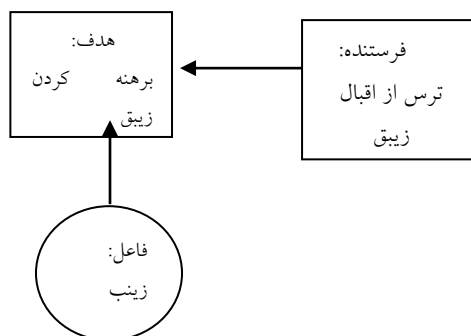 فرستنده:
ترس از اقبال
زیبق
هدف:
برهنه کردن
زیبق
فاعل:
زینب